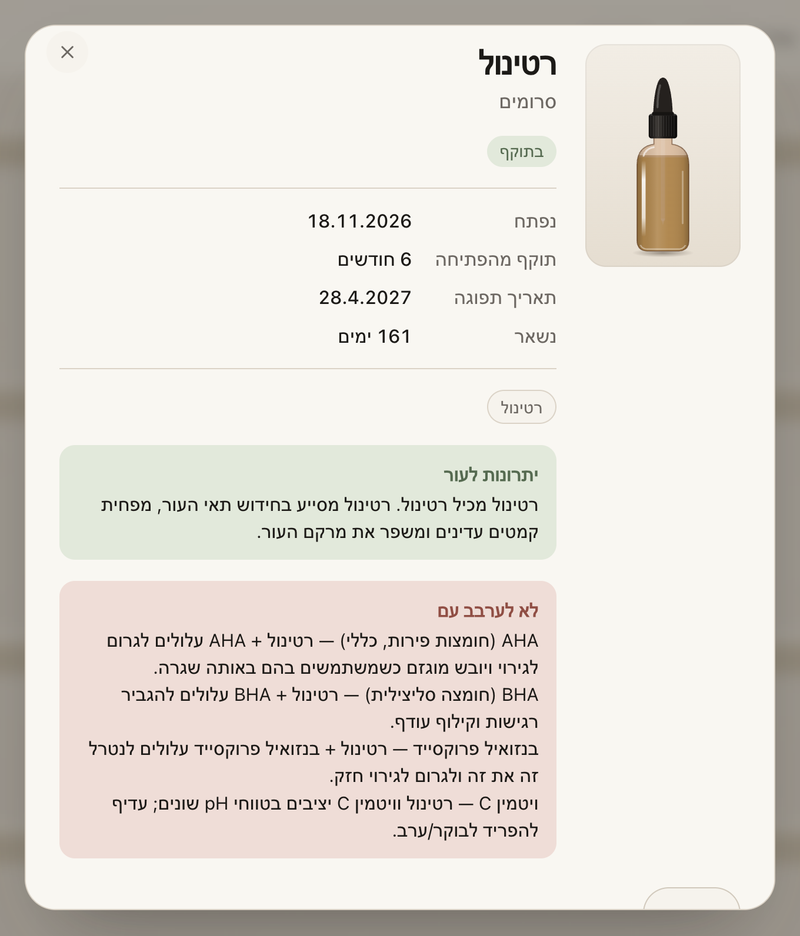 רטינול
סרומים
בתוקף
נפתח 18.11.2026
תוקף מהפתיחה 6 חודשים
תאריך תפוגה 28.4.2027
נשאר 161 ימים
רטינול
יתרונות לעור
רטינול מכיל רטינול. רטינול מסייע בחידוש תאי העור, מפחית
קמטים עדינים ומשפר את מרקם העור.
לא לערבב עם
AHA (חומצות פירות, כללי) — רטינול + AHA עלולים לגרום
לגירוי ויובש מוגזם כשמשתמשים בהם באותה שגרה.
BHA (חומצה סליצילית) — רטינול + BHA עלולים להגביר
רגישות וקילוף עודף.
בנזואיל פרוקסייד — רטינול + בנזואיל פרוקסייד עלולים לנטרל
זה את זה ולגרום לגירוי חזק.
ויטמין C — רטינול וויטמין C יציבים בטווחי pH שונים; עדיף
להפריד לבוקר/ערב.